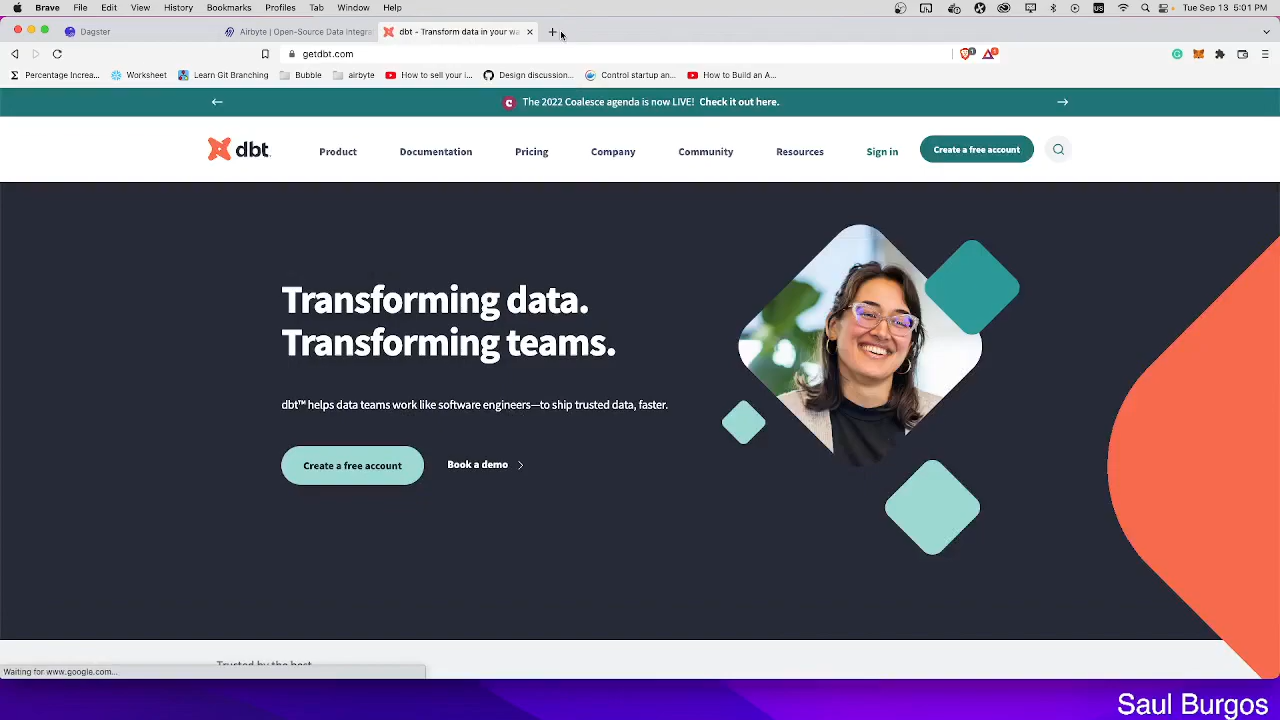 Brave File Edit View History Bookmarks Profiles Tab Window Help Tue Sep 13 5:01 PM
Dagster Airbyte | Open-Source Data Integra dbt - Transform data in your wa
getdbt.com
Percentage Increa... Worksheet Learn Git Branching Bubble airbyte How to sell your i... Design discussion... Control startup an... How to Build an A...
The 2022 Coalesce agenda is now LIVE! Check it out here.
dbt Product Documentation Pricing Company Community Resources Sign in Create a free account
Transforming data.
Transforming teams.
dbt™ helps data teams work like software engineers—to ship trusted data, faster.
Create a free account Book a demo
Trusted by the best
Waiting for www.google.com...
Saul Burgos